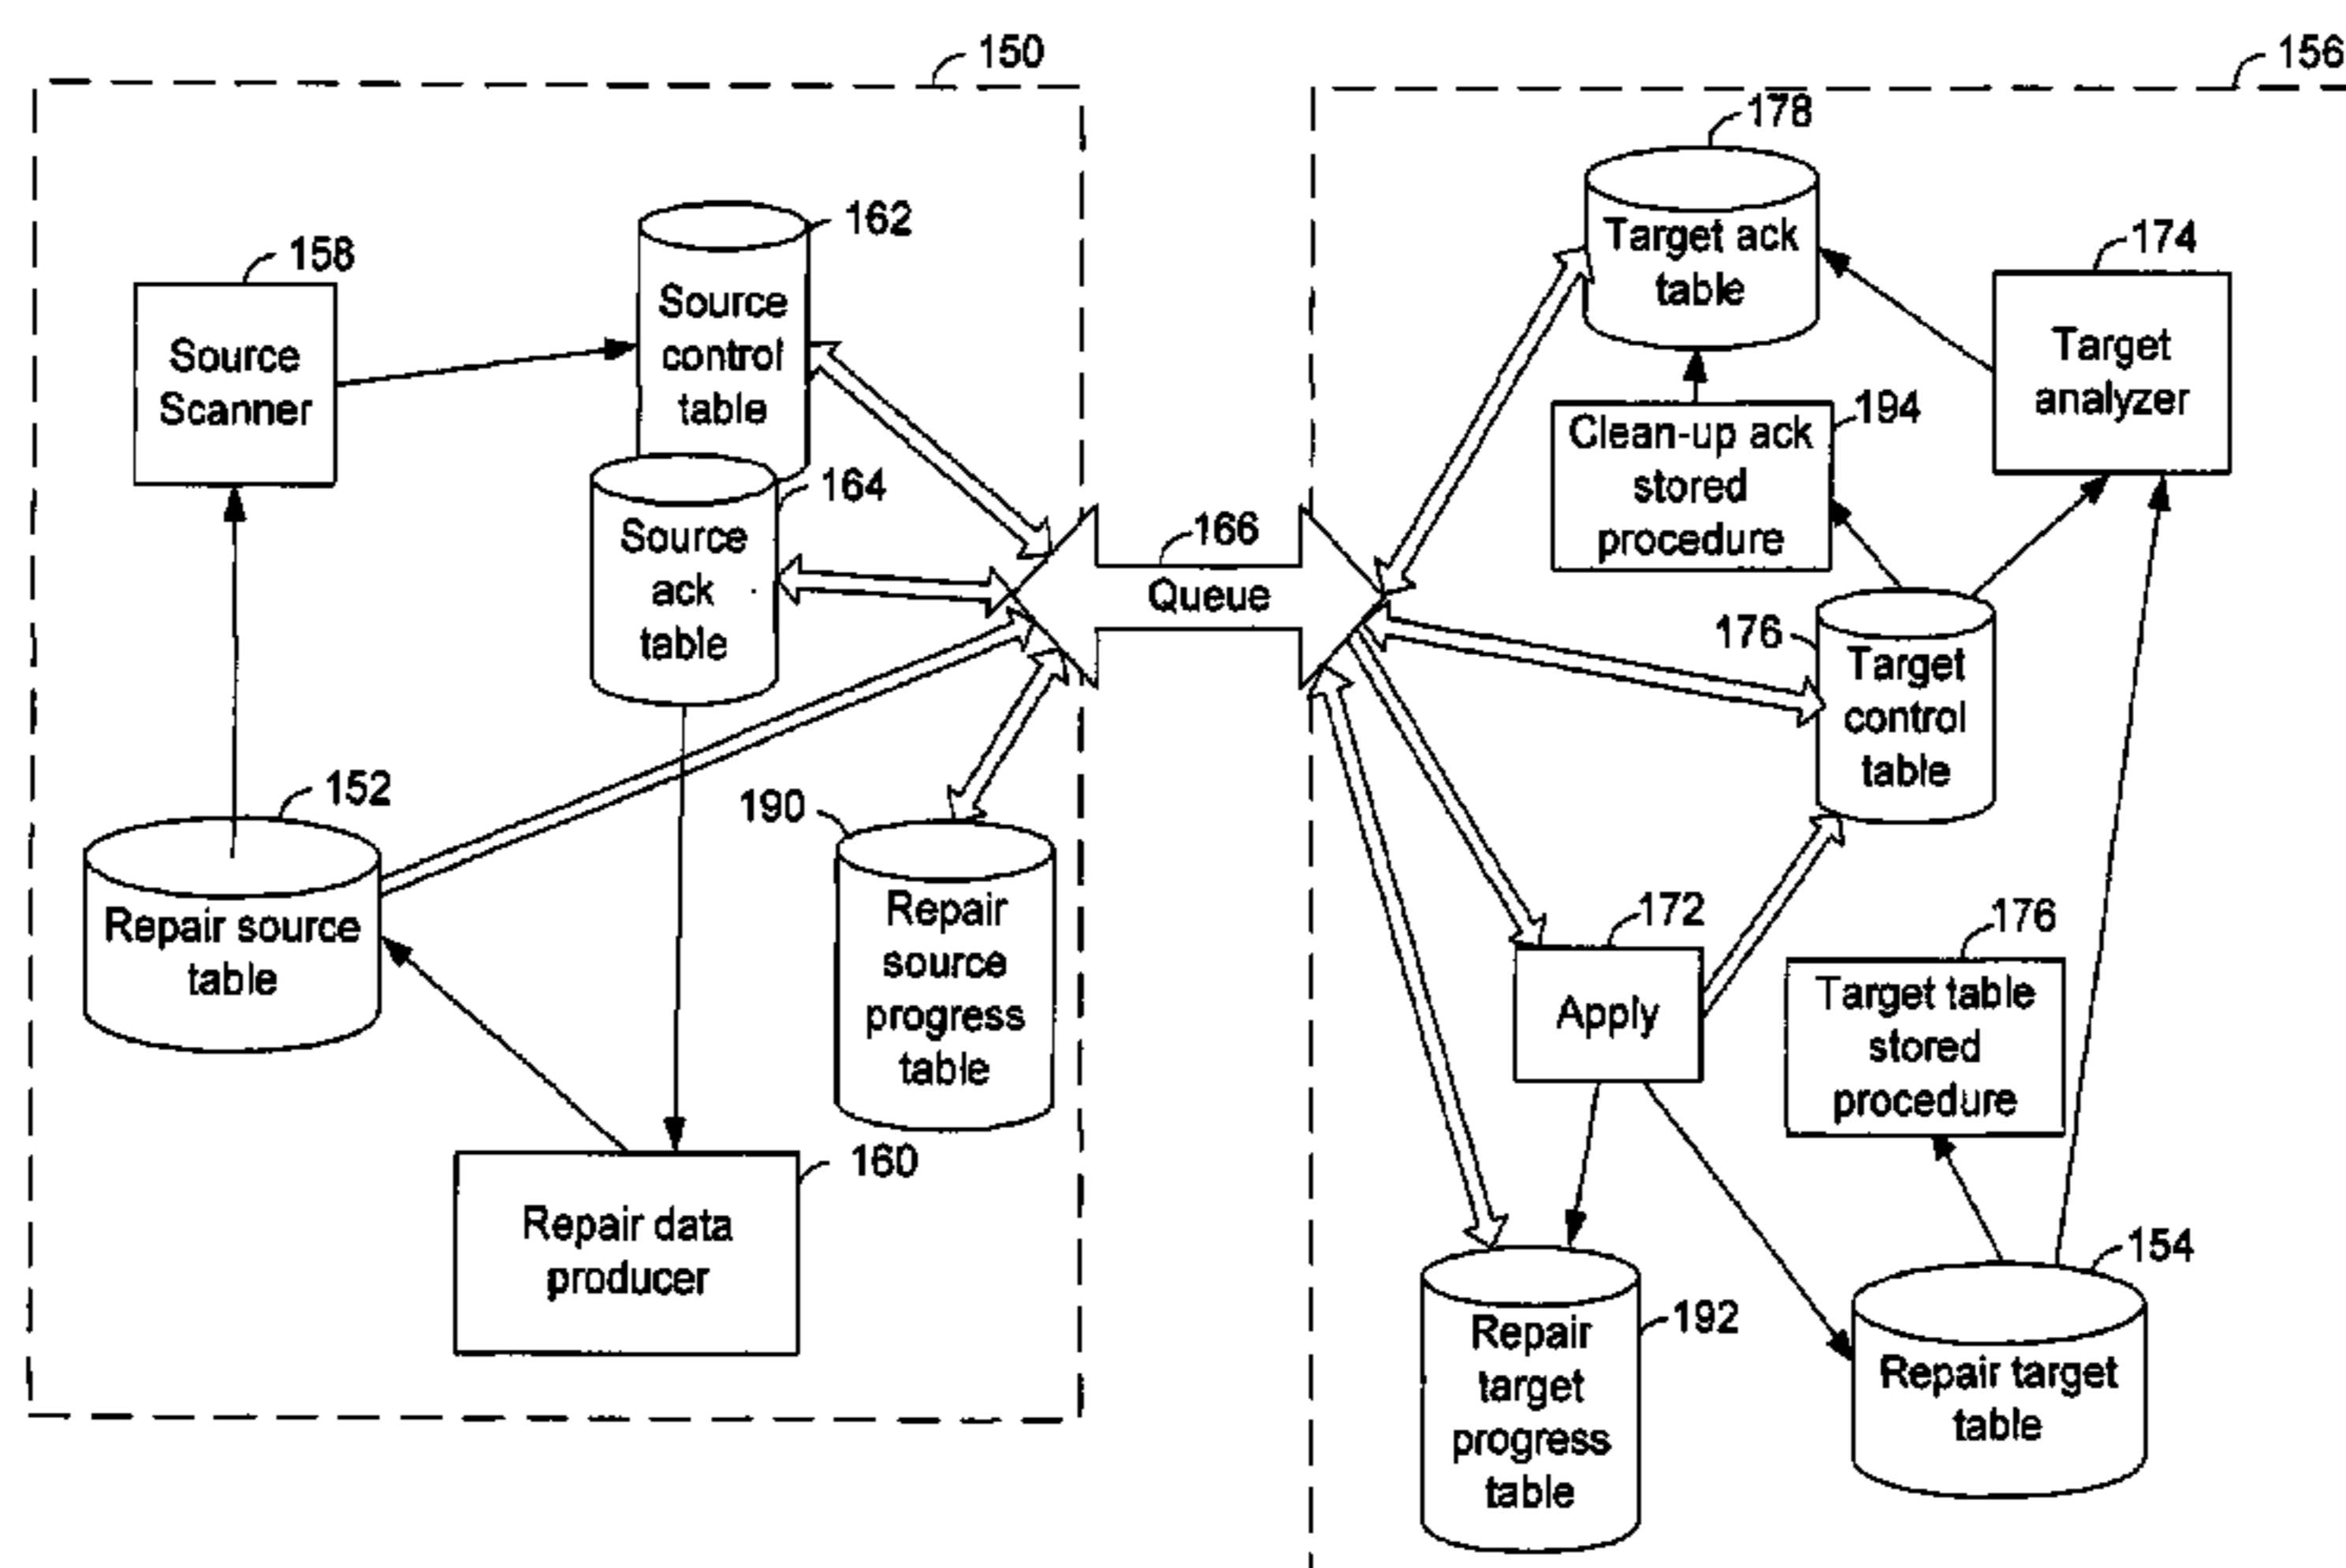 150
156
178
162
Target ack
table
174
158
Source
control
table
Source
Scanner
Target
analyzer
194
Clean-up ack
stored
procedure
164
Source
ack
table
166
Queue
176
Target
control
table
152
190
Repair source
table
Repair
source
progress
table
172
Apply
176
Target table
stored
procedure
160
Repair data
producer
154
192
Repair
target
progress
table
Repair target
table